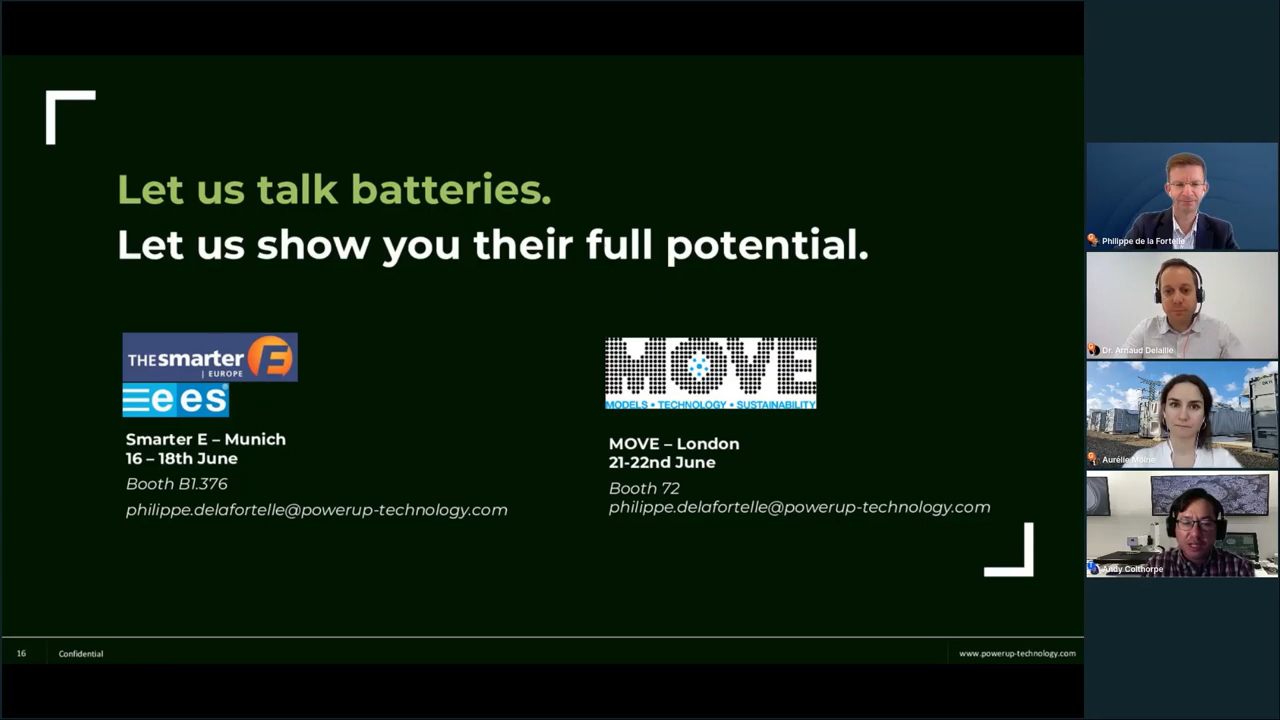 Let us talk batteries.
Let us show you their full potential.
THE smarter E
| EUROPE
ees
®
Smarter E – Munich
16 – 18th June
Booth B1.376
philippe.delafortelle@powerup-technology.com
MOVE
MODELS • TECHNOLOGY • SUSTAINABILITY
MOVE – London
21-22nd June
Booth 72
philippe.delafortelle@powerup-technology.com
16
Confidential
www.powerup-technology.com
Philippe de la Fortelle
Dr. Arnaud Delaille
Aurélie
Andy Colthorpe